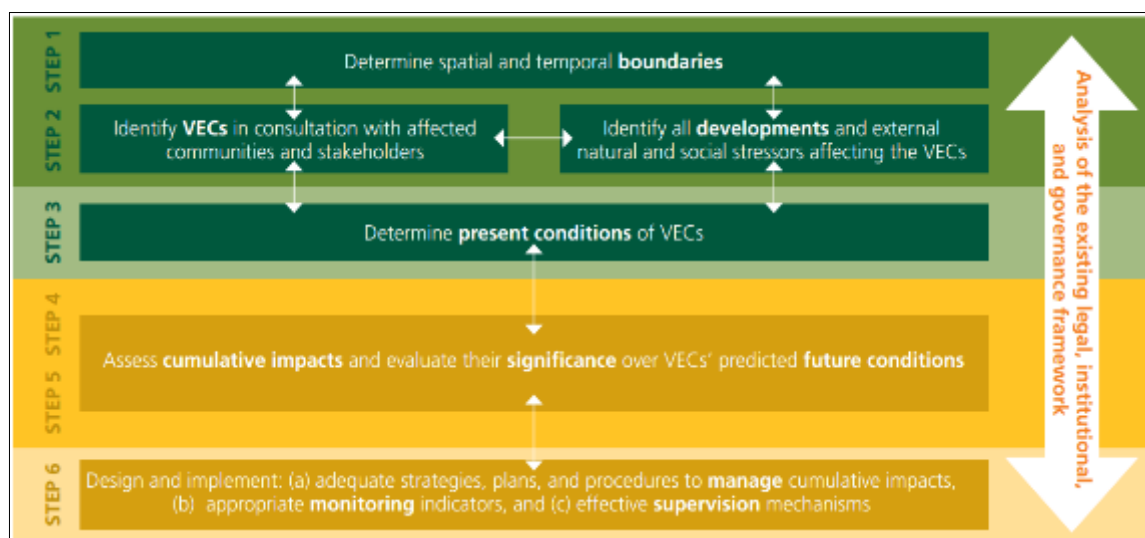 STEP 1
Determine spatial and temporal boundaries
STEP 2
Identify VECs in consultation with affected
communities and stakeholders
Identify all developments and external
natural and social stressors affecting the VECs
STEP 3
Determine present conditions of VECs
STEP 4
STEP 5
Assess cumulative impacts and evaluate their significance over VECs' predicted future conditions
STEP 6
Design and implement: (a) adequate strategies, plans, and procedures to manage cumulative impacts,
(b) appropriate monitoring indicators, and (c) effective supervision mechanisms
Analysis of the existing legal, institutional,
and governance framework